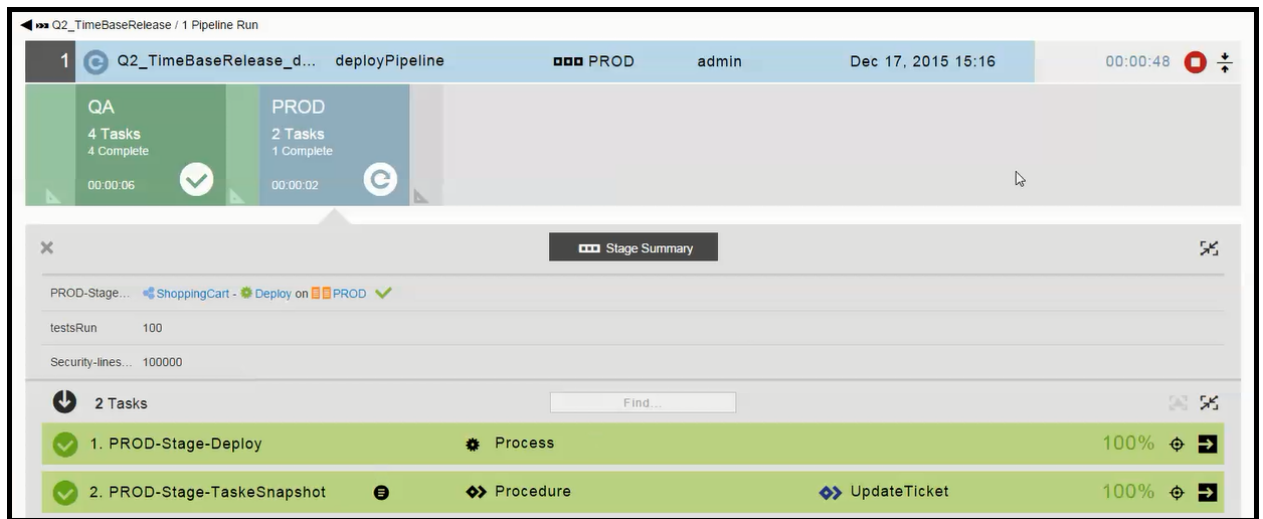 Q2_TimeBaseRelease / 1 Pipeline Run
1 Q2_TimeBaseRelease_d... deployPipeline PROD admin Dec 17, 2015 15:16 00:00:48
QA PROD
4 Tasks 2 Tasks
4 Complete 1 Complete
00:00:06 00:00:02
Stage Summary
PROD-Stage... ShoppingCart - Deploy on PROD
testsRun 100
Security-lines... 100000
2 Tasks Find...
1. PROD-Stage-Deploy Process 100%
2. PROD-Stage-TaskeSnapshot Procedure UpdateTicket 100%